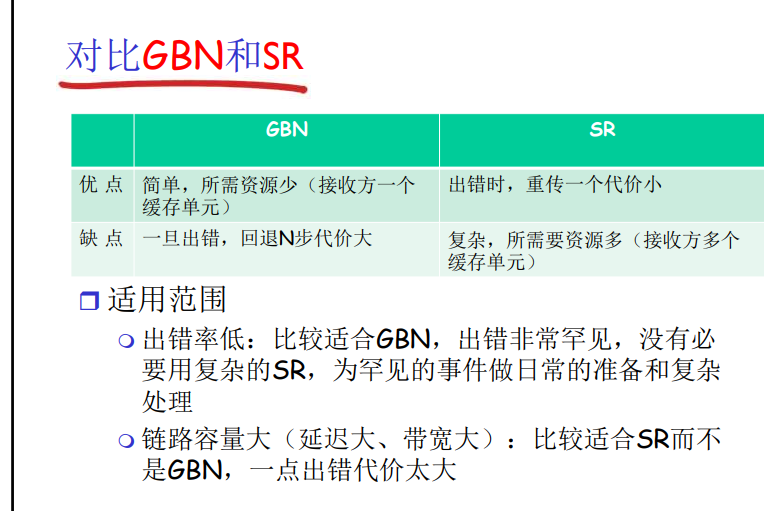 对比GBN和SR
GBN
SR
优 点
简单，所需资源少（接收方一个
缓存单元）
出错时，重传一个代价小
缺 点
一旦出错，回退N步代价大
复杂，所需要资源多（接收方多个
缓存单元）
适用范围
出错率低：比较适合GBN，出错非常罕见，没有必
要用复杂的SR，为罕见的事件做日常的准备和复杂
处理
链路容量大（延迟大、带宽大）：比较适合SR而不
是GBN，一点出错代价太大